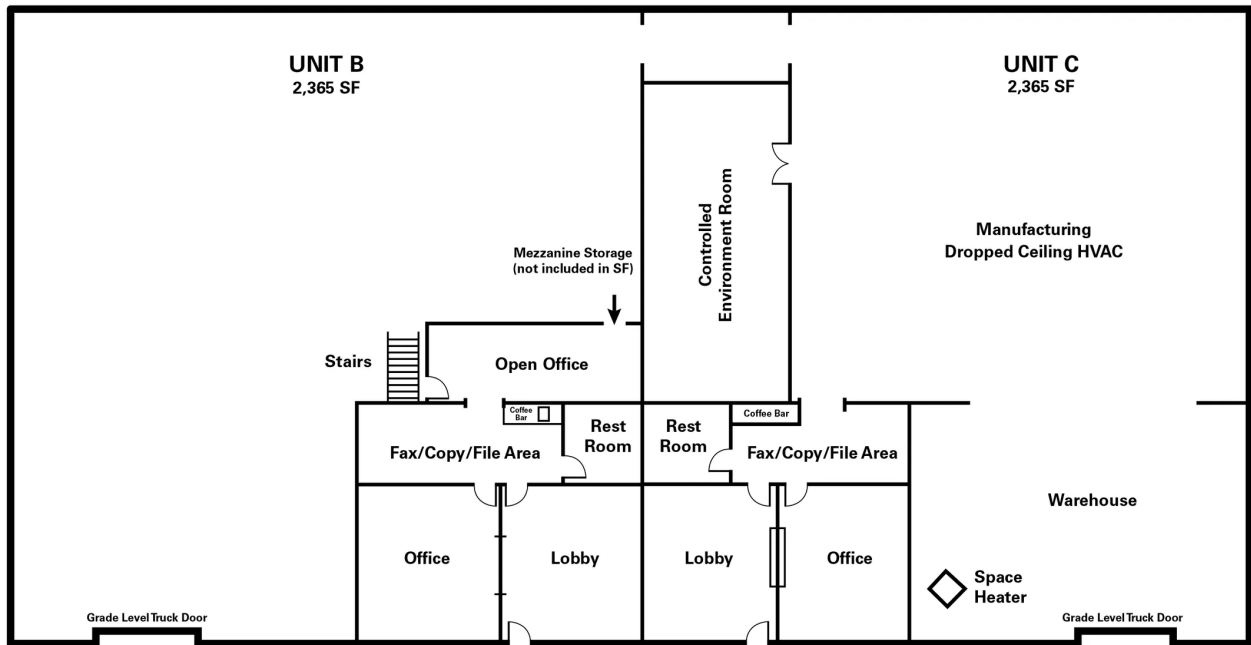 UNIT B
2,365 SF
UNIT C
2,365 SF
Controlled
Environment Room
Manufacturing
Dropped Ceiling HVAC
Mezzanine Storage
(not included in SF)
Stairs
Open Office
Coffee
Bar
Rest
Room
Rest
Room
Coffee Bar
Fax/Copy/File Area
Fax/Copy/File Area
Warehouse
Office
Lobby
Lobby
Office
Space
Heater
Grade Level Truck Door
Grade Level Truck Door